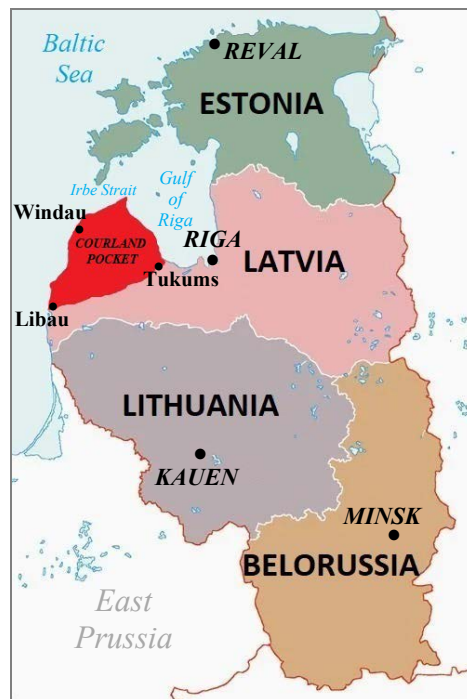 Baltic
Sea
REVAL
ESTONIA
Irbe Strait
Gulf
of
Riga
Windau
COURLAND
POCKET
RIGA
LATVIA
Tukums
Libau
LITHUANIA
KAUEN
MINSK
BELORUSSIA
East
Prussia